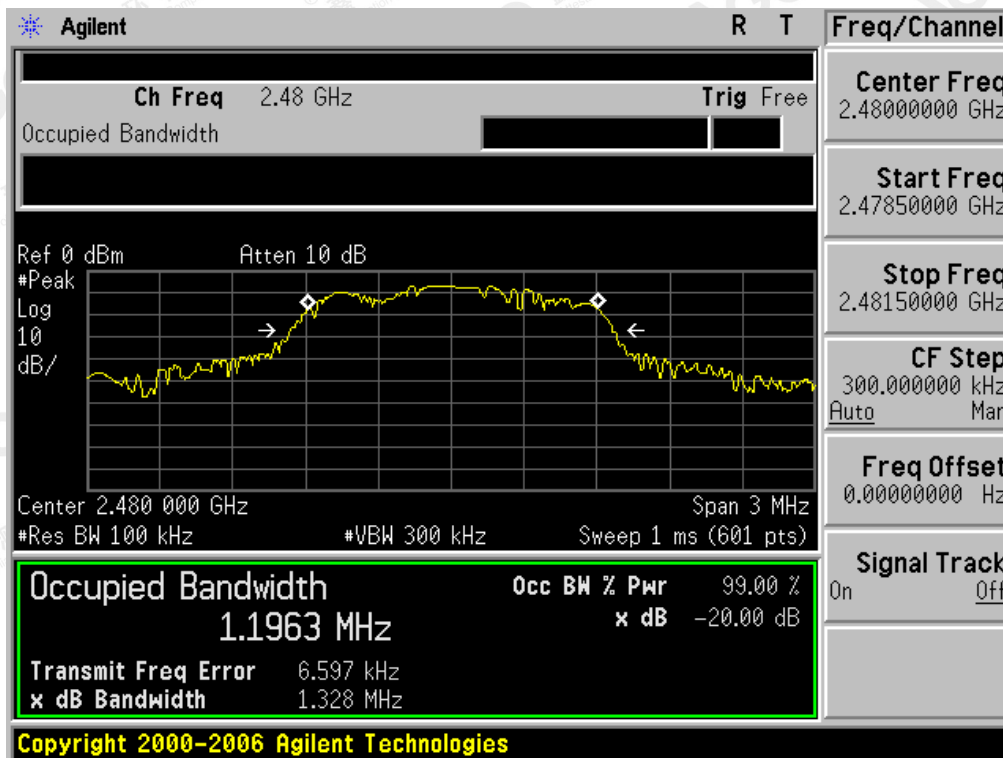 Agilent R T
Ch Freq 2.48 GHz Trig Free
Occupied Bandwidth
Ref 0 dBm Atten 10 dB
#Peak
Log
10
dB/
Center 2.480 000 GHz Span 3 MHz
#Res BW 100 kHz #VBW 300 kHz Sweep 1 ms (601 pts)
Occupied Bandwidth Occ BW % Pwr 99.00 %
1.1963 MHz x dB -20.00 dB
Transmit Freq Error 6.597 kHz
x dB Bandwidth 1.328 MHz
Copyright 2000-2006 Agilent Technologies
Freq/Channel
Center Freq
2.48000000 GHz
Start Freq
2.47850000 GHz
Stop Freq
2.48150000 GHz
CF Step
300.000000 kHz
Auto Man
Freq Offset
0.00000000 Hz
Signal Track
On Off